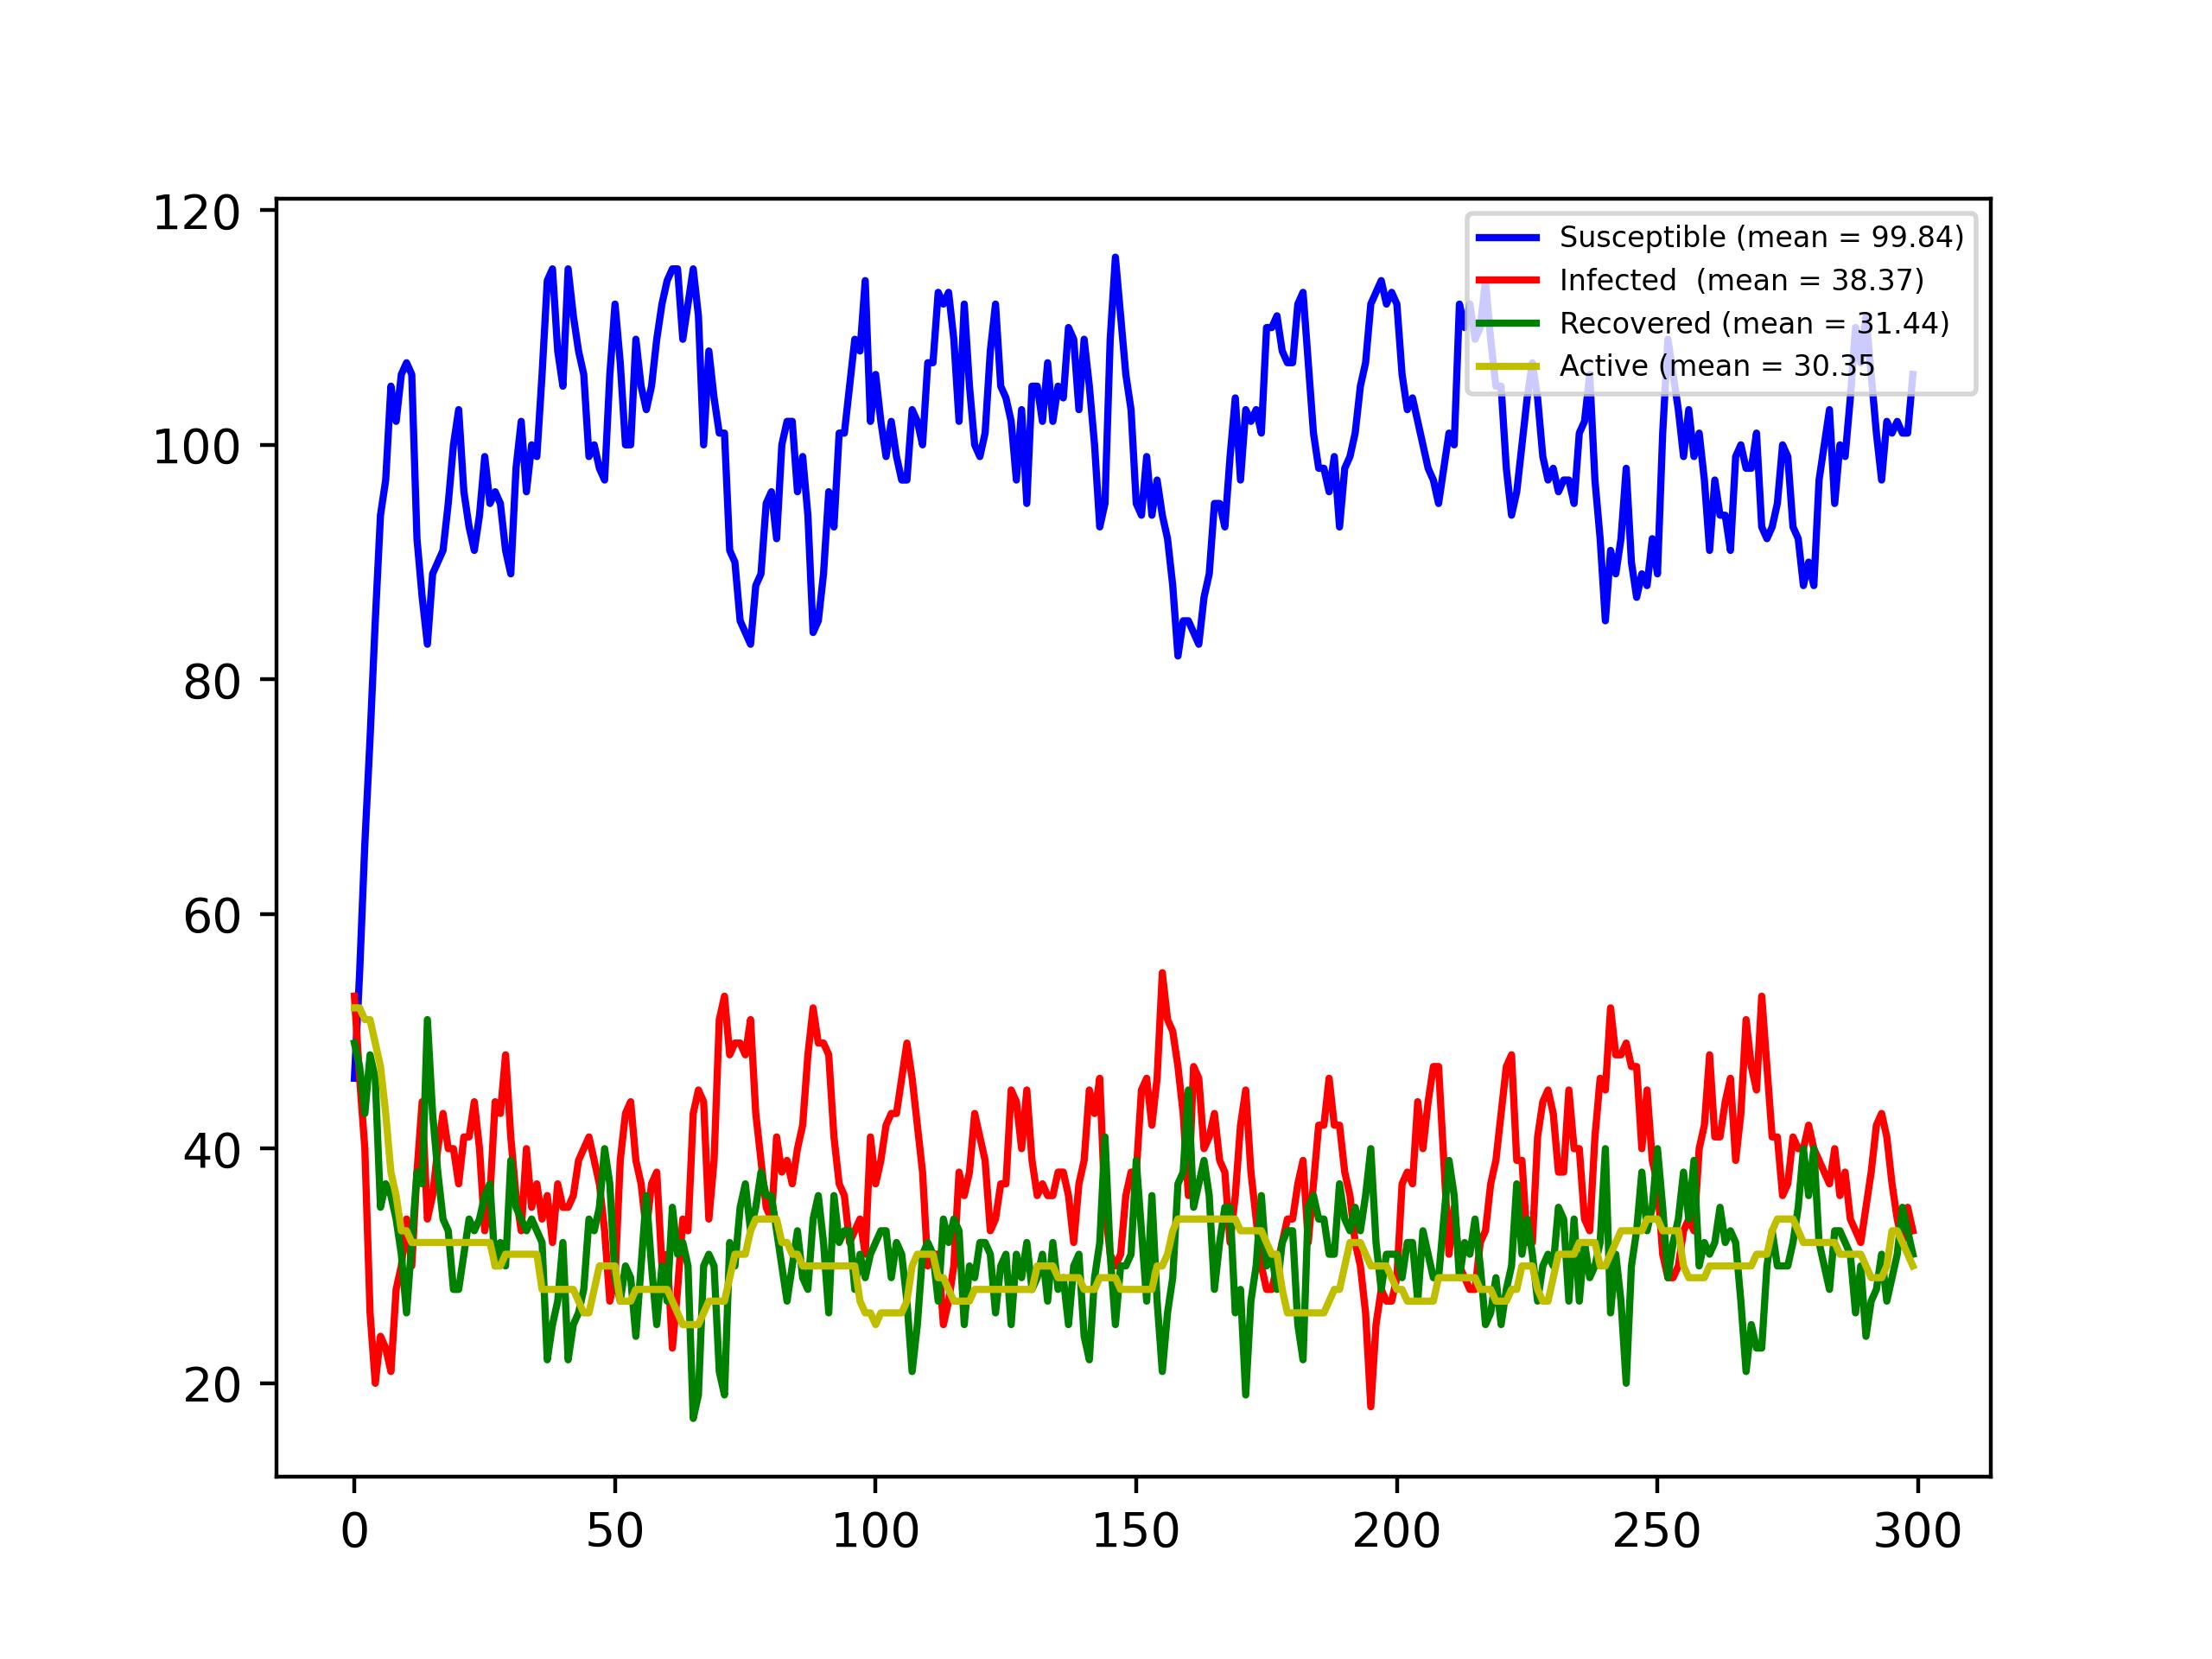 120
100
80
60
40
20
0 50 100 150 200 250 300
Susceptible (mean = 99.84)
Infected  (mean = 38.37)
Recovered (mean = 31.44)
Active (mean = 30.35